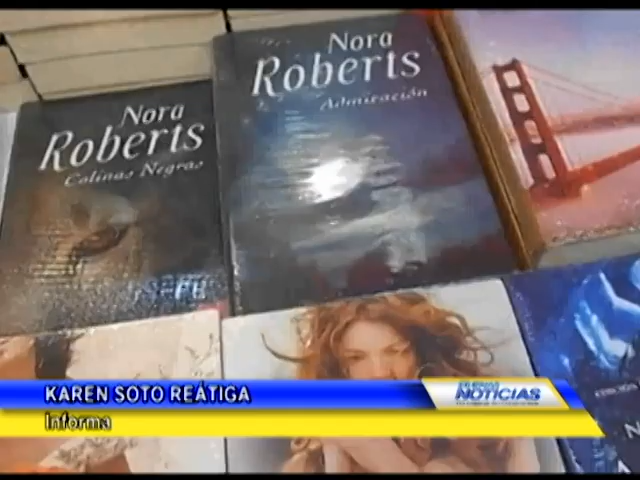 Nora
Roberts
Colinas Negras
Nora
Roberts
Admiración
KAREN SOTO REÁTIGA
Informa
NOTICIAS